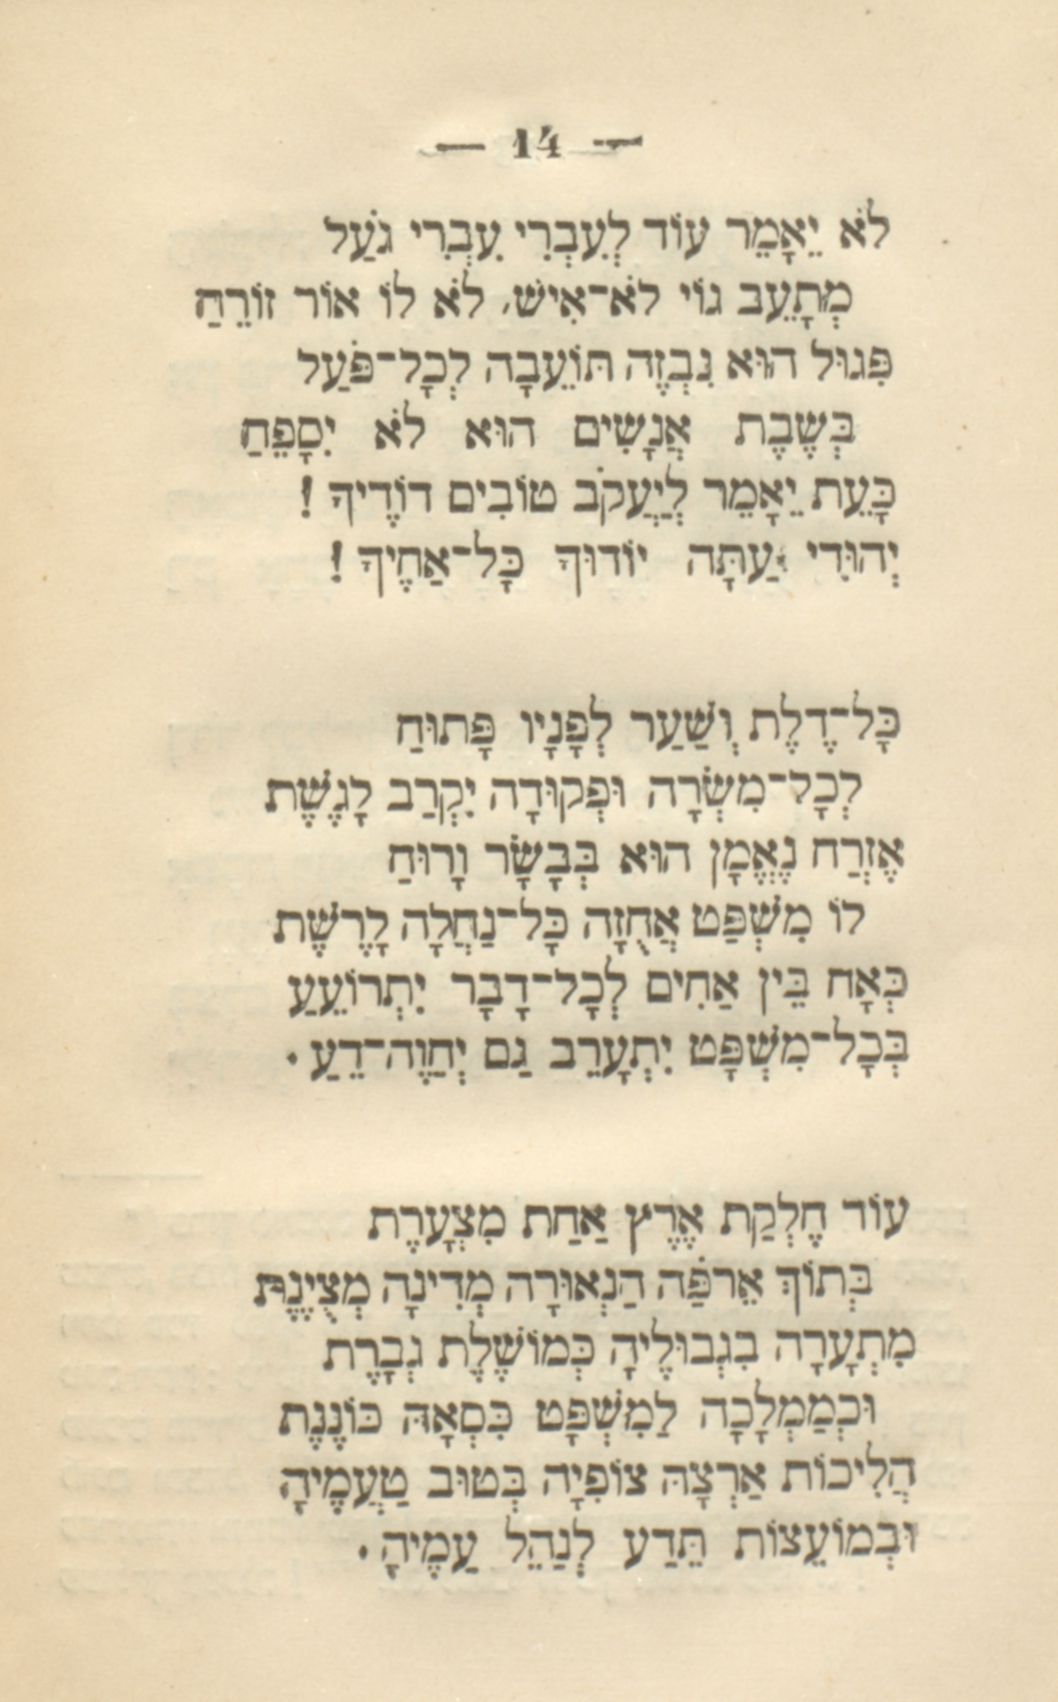 — 14 —
לֹא יֵאָמֵר עוֹד לְעִבְרִי עִבְרִי גֹּעַל
מְתָעֵב גּוֹי לֹא־אִישׁ, לֹא לוֹ אוֹר זוֹרֵחַ
פִּגּוּל הוּא נִבְזֶה תּוֹעֵבָה לְכָל־פֹּעַל
בְּשֶׁבֶת אֲנָשִׁים הוּא לֹא יִסָפֵחַ
כָּעֵת יֵאָמֵר לְיַעֲקֹב טוֹבִים דּוֹדֶיךָ !
יְהוּדִי ! עַתָּה יוֹדוּךָ כָּל־אַחֶיךָ !
כָּל־דֶּלֶת וְשַׁעַר לְפָנָיו פָּתוּחַ
לְכָל־מִשְׂרָה וּפְקוּדָה יִקְרַב לָגֶשֶׁת
אֶזְרַח נֶאֱמָן הוּא בְּבָשָׂר וָרוּחַ
לוֹ מִשְׁפַּט אֲחֻזָה כָּל־נַחֲלָה לָרֶשֶׁת
כְּאָח בֵּין אַחִים לְכָל־דָבָר יִתְרוֹעֵעַ
בְּכָל־מִשְׁפָּט יִתְעָרֵב גַם יְחַוֶה־דֵעַ.
עוֹד חֶלְקַת אֶרֶץ אַחַת מִצְעָרֶת
בְּתוֹךְ אֵרֹפַּה הַנְאוּרָה מְדִינָה מְצֻיֶנֶת
מִתְעָרָה בִגְבוּלֶיהָ כְּמוֹשֶׁלֶת גְבָרֶת
וּכְמַמְלָכָה לַמִשְׁפָּט כִּסְאָהּ כּוֹנֶנֶת
הֲלִיכוֹת אַרְצָהּ צוֹפִיָה בְּטוּב טַעֲמֶיהָ
וּבְמוֹעֵצוֹת תֵּדַע לְנַהֵל עַמֶיהָ.